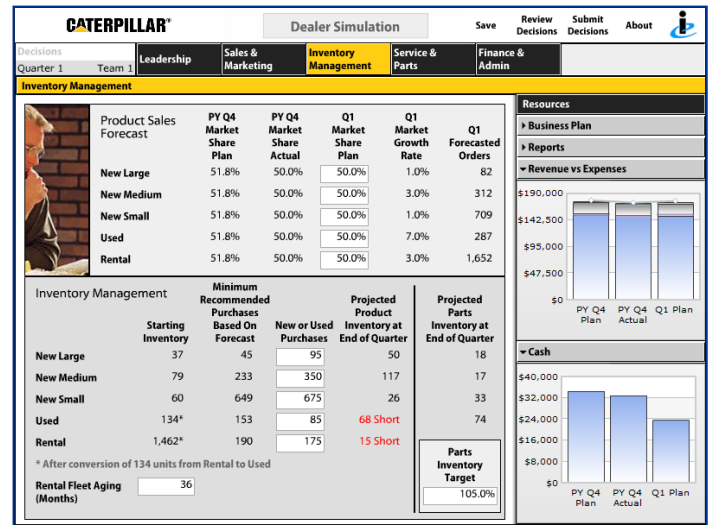 CATERPILLAR®
Dealer Simulation
Save
Review Decisions
Submit Decisions
About
Decisions
Quarter 1 Team 1
Leadership
Sales & Marketing
Inventory Management
Service & Parts
Finance & Admin
Inventory Management
Product Sales Forecast
PY Q4 Market Share Plan
PY Q4 Market Share Actual
Q1 Market Share Plan
Q1 Market Growth Rate
Q1 Forecasted Orders
New Large 51.8% 50.0% 50.0% 1.0% 82
New Medium 51.8% 50.0% 50.0% 3.0% 312
New Small 51.8% 50.0% 50.0% 1.0% 709
Used 51.8% 50.0% 50.0% 7.0% 287
Rental 51.8% 50.0% 50.0% 3.0% 1,652
Inventory Management
Starting Inventory
Minimum Recommended Purchases Based On Forecast
New or Used Purchases
Projected Product Inventory at End of Quarter
Projected Parts Inventory at End of Quarter
New Large 37 45 95 50 18
New Medium 79 233 350 117 17
New Small 60 649 675 26 33
Used 134* 153 85 68 Short 74
Rental 1,462* 190 175 15 Short
* After conversion of 134 units from Rental to Used
Rental Fleet Aging (Months) 36
Parts Inventory Target
105.0%
Resources
Business Plan
Reports
Revenue vs Expenses
$190,000
$142,500
$95,000
$47,500
$0
PY Q4 Plan
PY Q4 Actual
Q1 Plan
Cash
$40,000
$32,000
$24,000
$16,000
$8,000
$0
PY Q4 Plan
PY Q4 Actual
Q1 Plan